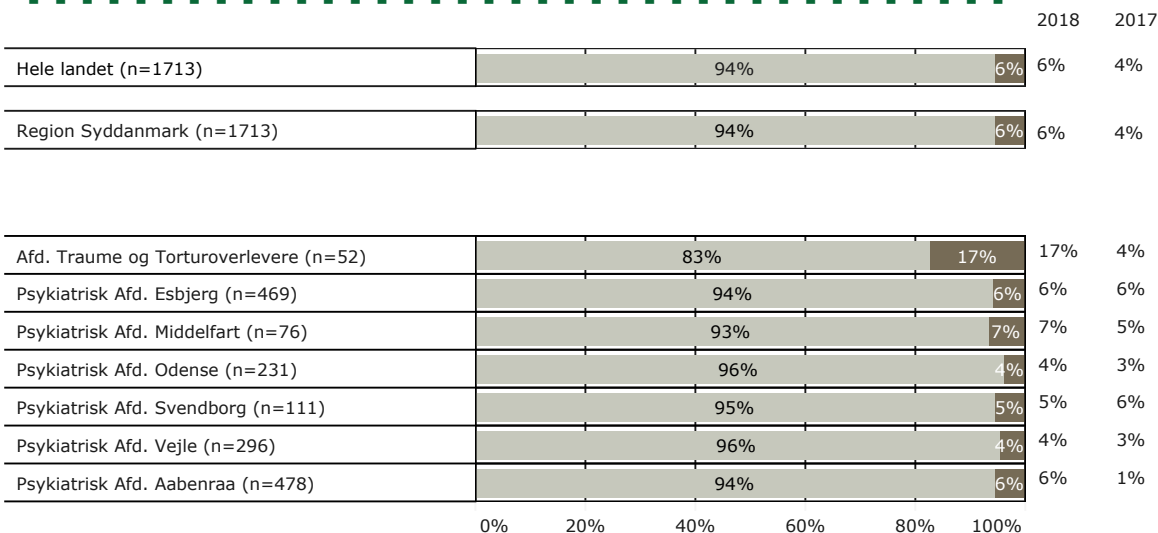 2018 2017
Hele landet (n=1713) 94% 6% 6% 4%
Region Syddanmark (n=1713) 94% 6% 6% 4%
Afd. Traume og Torturoverlevere (n=52) 83% 17% 17% 4%
Psykiatrisk Afd. Esbjerg (n=469) 94% 6% 6% 6%
Psykiatrisk Afd. Middelfart (n=76) 93% 7% 7% 5%
Psykiatrisk Afd. Odense (n=231) 96% 4% 4% 3%
Psykiatrisk Afd. Svendborg (n=111) 95% 5% 5% 6%
Psykiatrisk Afd. Vejle (n=296) 96% 4% 4% 3%
Psykiatrisk Afd. Aabenraa (n=478) 94% 6% 6% 1%
0% 20% 40% 60% 80% 100%